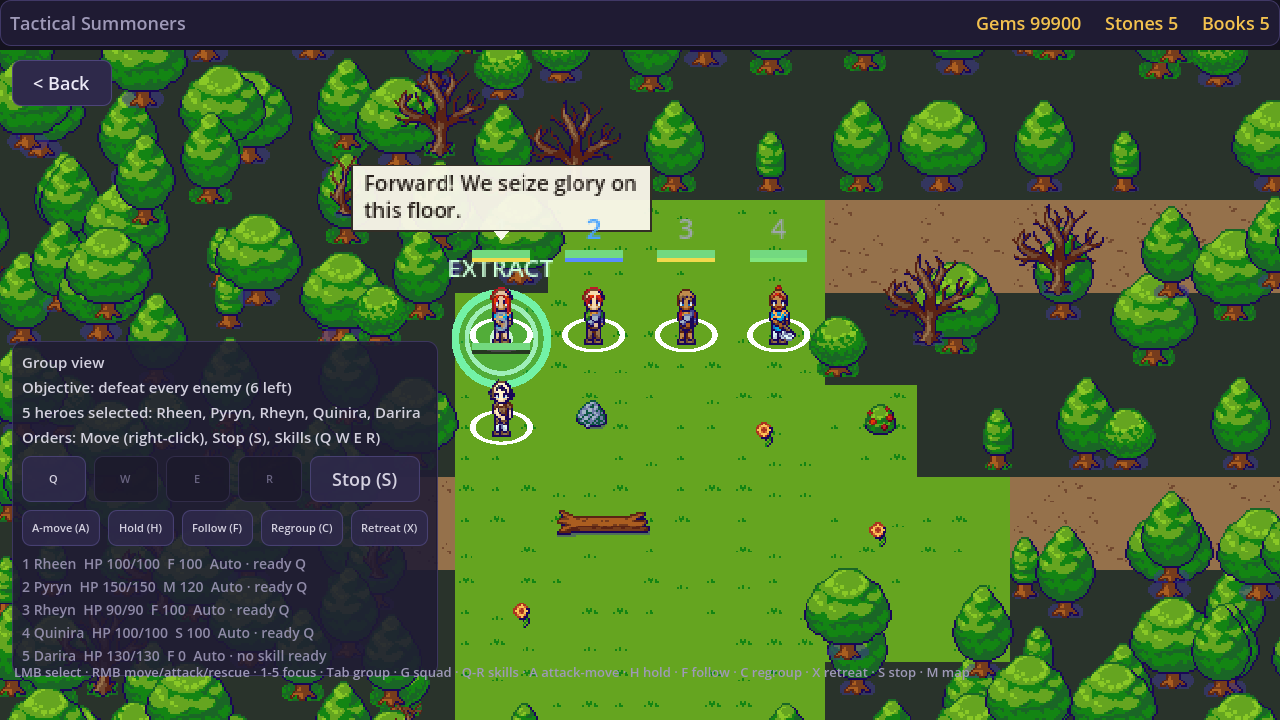 Tactical Summoners
Gems 99900 Stones 5 Books 5
< Back
Forward! We seize glory on
this floor.
2 3 4
EXTRACT
Group view
Objective: defeat every enemy (6 left)
5 heroes selected: Rheen, Pyryn, Rheyn, Quinira, Darira
Orders: Move (right-click), Stop (S), Skills (Q W E R)
Q W E R Stop (S)
A-move (A) Hold (H) Follow (F) Regroup (C) Retreat (X)
1 Rheen HP 100/100 F 100 Auto · ready Q
2 Pyryn HP 150/150 M 120 Auto · ready Q
3 Rheyn HP 90/90 F 100 Auto · ready Q
4 Quinira HP 100/100 S 100 Auto · ready Q
5 Darira HP 130/130 F 0 Auto · no skill ready
LMB select · RMB move/attack/rescue · 1-5 focus · Tab group · G squad · Q-R skills · A attack-move · H hold · F follow · C regroup · X retreat · S stop · M map